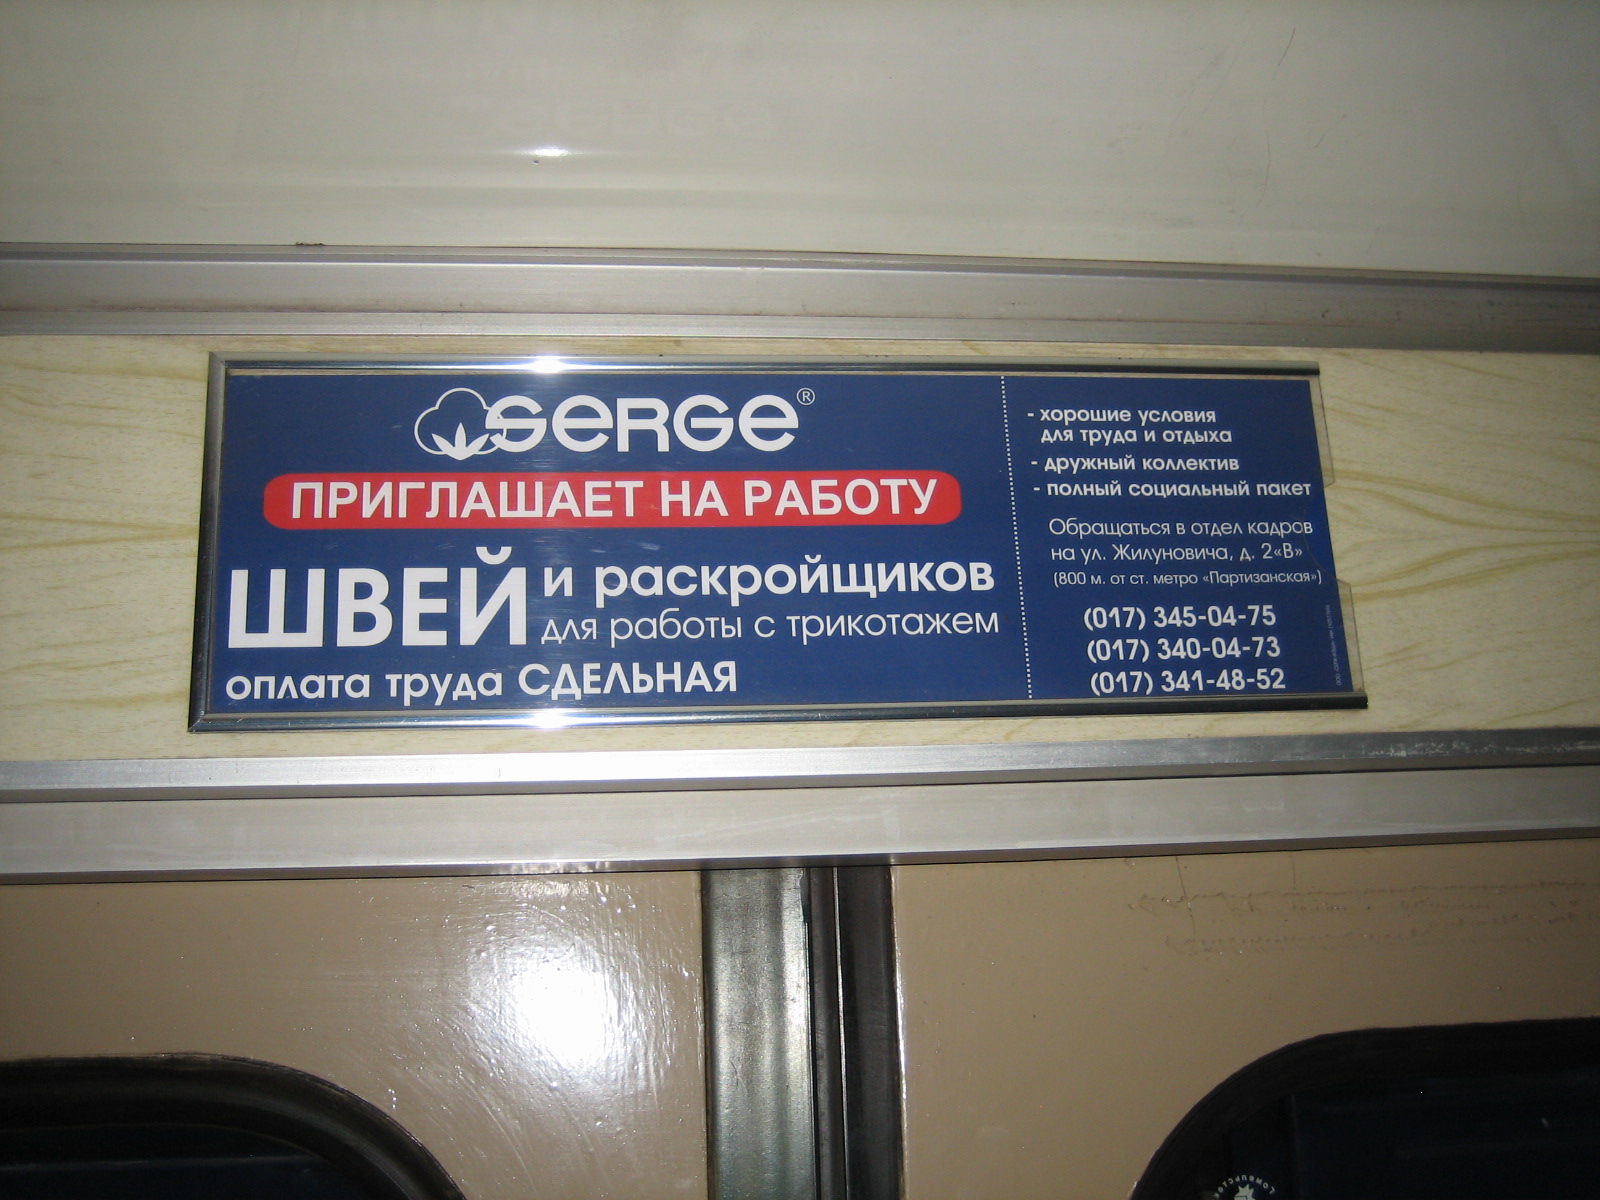 SERGE®
ПРИГЛАШАЕТ НА РАБОТУ
ШВЕЙ и раскройщиков
для работы с трикотажем
оплата труда СДЕЛЬНАЯ
- хорошие условия
для труда и отдыха
- дружный коллектив
- полный социальный пакет
Обращаться в отдел кадров
на ул. Жилуновича, д. 2«В»
(800 м. от ст. метро «Партизанская»)
(017) 345-04-75
(017) 340-04-73
(017) 341-48-52